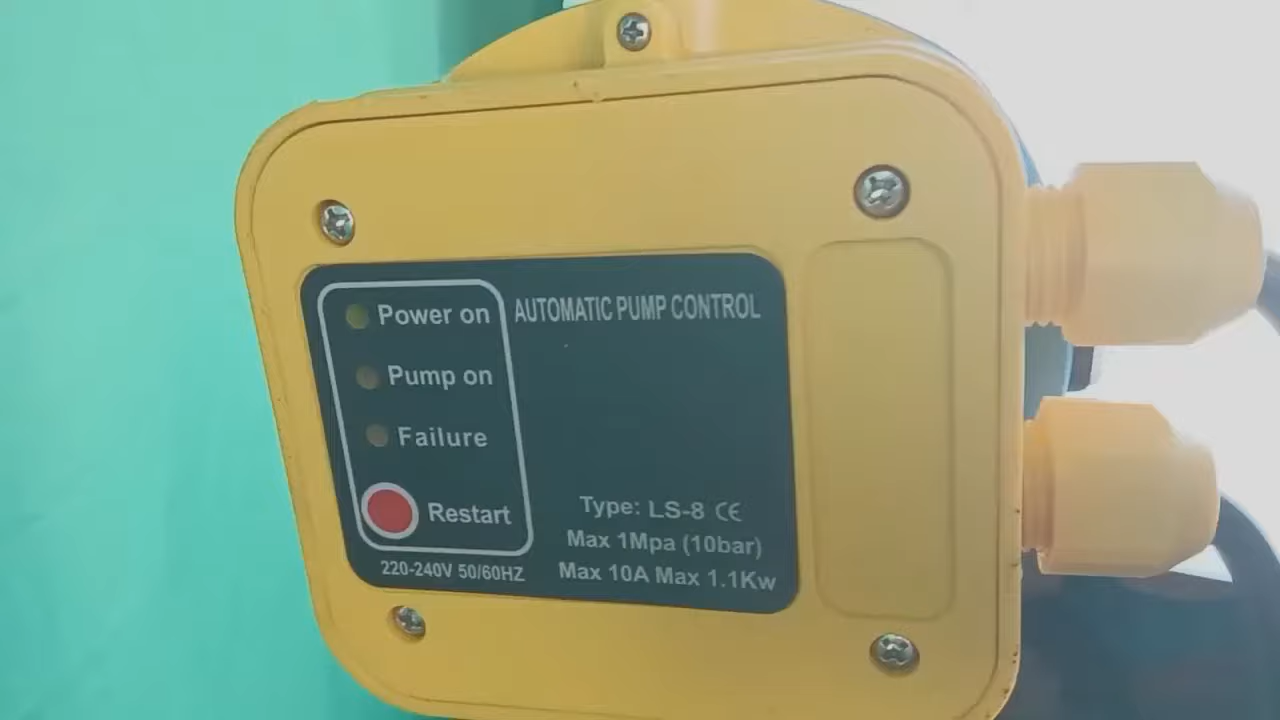 Power on
Pump on
Failure
Restart
220-240V 50/60HZ
AUTOMATIC PUMP CONTROL
Type: LS-8 CE
Max 1Mpa (10bar)
Max 10A Max 1.1Kw